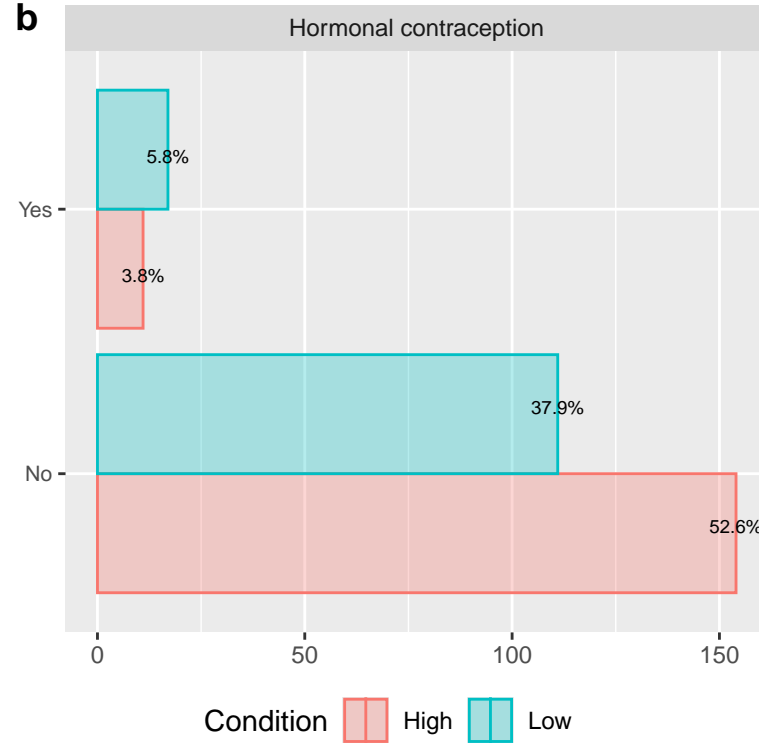 b
Hormonal contraception
5.8%
Yes
3.8%
37.9%
No
52.6%
0 50 100 150
Condition High Low